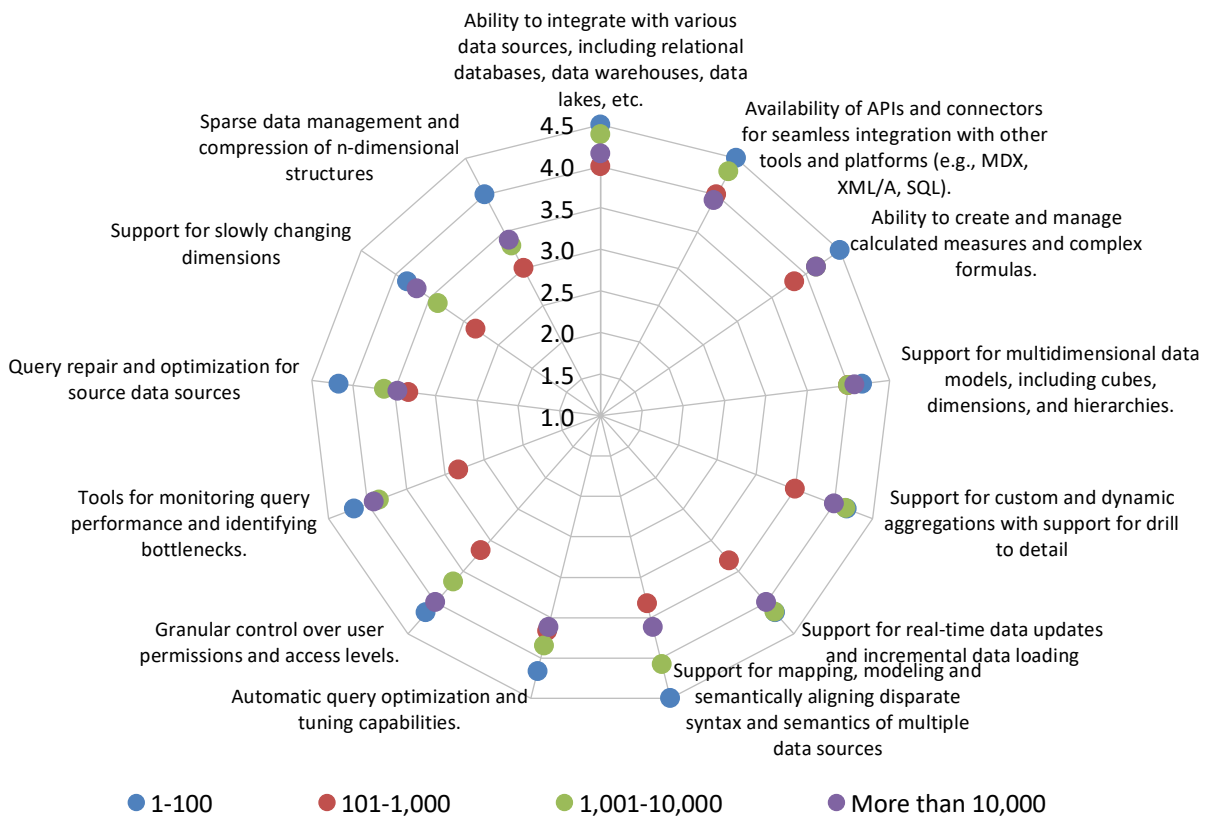 Ability to integrate with various
data sources, including relational
databases, data warehouses, data
lakes, etc.
Availability of APIs and connectors
for seamless integration with other
tools and platforms (e.g., MDX,
XML/A, SQL).
Ability to create and manage
calculated measures and complex
formulas.
Support for multidimensional data
models, including cubes,
dimensions, and hierarchies.
Support for custom and dynamic
aggregations with support for drill
to detail
Support for real-time data updates
and incremental data loading
Support for mapping, modeling and
semantically aligning disparate
syntax and semantics of multiple
data sources
Automatic query optimization and
tuning capabilities.
Granular control over user
permissions and access levels.
Tools for monitoring query
performance and identifying
bottlenecks.
Query repair and optimization for
source data sources
Support for slowly changing
dimensions
Sparse data management and
compression of n-dimensional
structures
4.5
4.0
3.5
3.0
2.5
2.0
1.5
1.0
1-100
101-1,000
1,001-10,000
More than 10,000